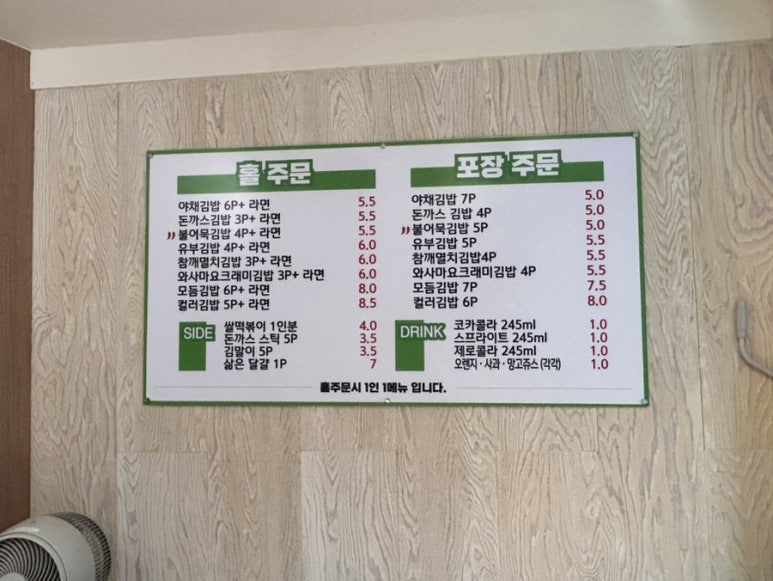 홀 주문
야채김밥 6P+ 라면 5.5
돈까스김밥 3P+ 라면 5.5
〃불어묵김밥 4P+ 라면 5.5
유부김밥 4P+ 라면 6.0
참깨멸치김밥 3P+ 라면 6.0
와사마요크래미김밥 3P+ 라면 6.0
모듬김밥 6P+ 라면 8.0
컬러김밥 5P+ 라면 8.5
SIDE
쌀떡볶이 1인분 4.0
돈까스 스틱 5P 3.5
김말이 5P 3.5
삶은 달걀 1P 7
포장 주문
야채김밥 7P 5.0
돈까스 김밥 4P 5.0
〃불어묵김밥 5P 5.0
유부김밥 5P 5.5
참깨멸치김밥4P 5.5
와사마요크래미김밥 4P 5.5
모듬김밥 7P 7.5
컬러김밥 6P 8.0
DRINK
코카콜라 245ml 1.0
스프라이트 245ml 1.0
제로콜라 245ml 1.0
오렌지·사과·망고쥬스(각각) 1.0
홀주문시 1인 1메뉴 입니다.